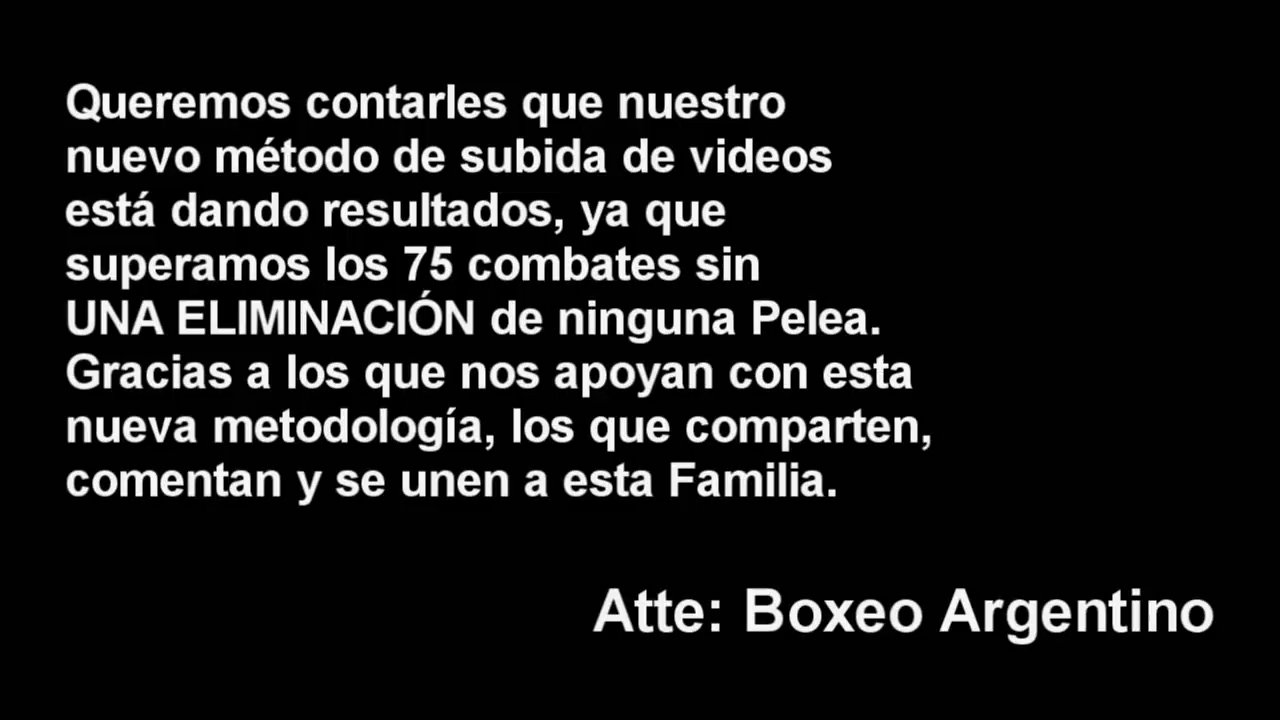 Queremos contarles que nuestro
nuevo método de subida de videos
está dando resultados, ya que
superamos los 75 combates sin
UNA ELIMINACIÓN de ninguna Pelea.
Gracias a los que nos apoyan con esta
nueva metodología, los que comparten,
comentan y se unen a esta Familia.
Atte: Boxeo Argentino